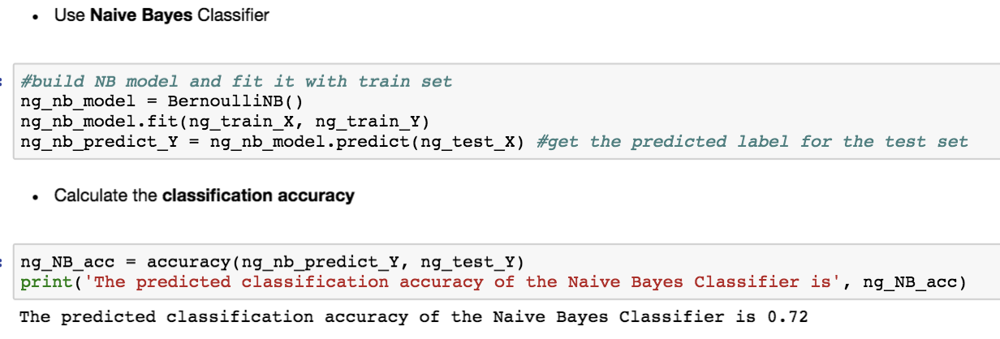 • Use Naive Bayes Classifier
: #build NB model and fit it with train set
ng_nb_model = BernoulliNB()
ng_nb_model.fit(ng_train_X, ng_train_Y)
ng_nb_predict_Y = ng_nb_model.predict(ng_test_X) #get the predicted label for the test set
• Calculate the classification accuracy
: ng_NB_acc = accuracy(ng_nb_predict_Y, ng_test_Y)
print('The predicted classification accuracy of the Naive Bayes Classifier is', ng_NB_acc)
The predicted classification accuracy of the Naive Bayes Classifier is 0.72